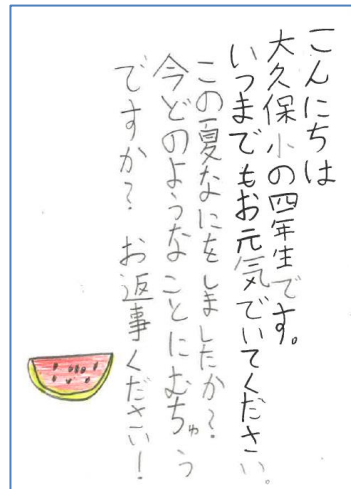 こんにちは
大久保小の四年生です。
いつまでもお元気でいてください。
この夏なにをしましたか？
今どのようなことにむちゅう
ですか？ お返事ください！